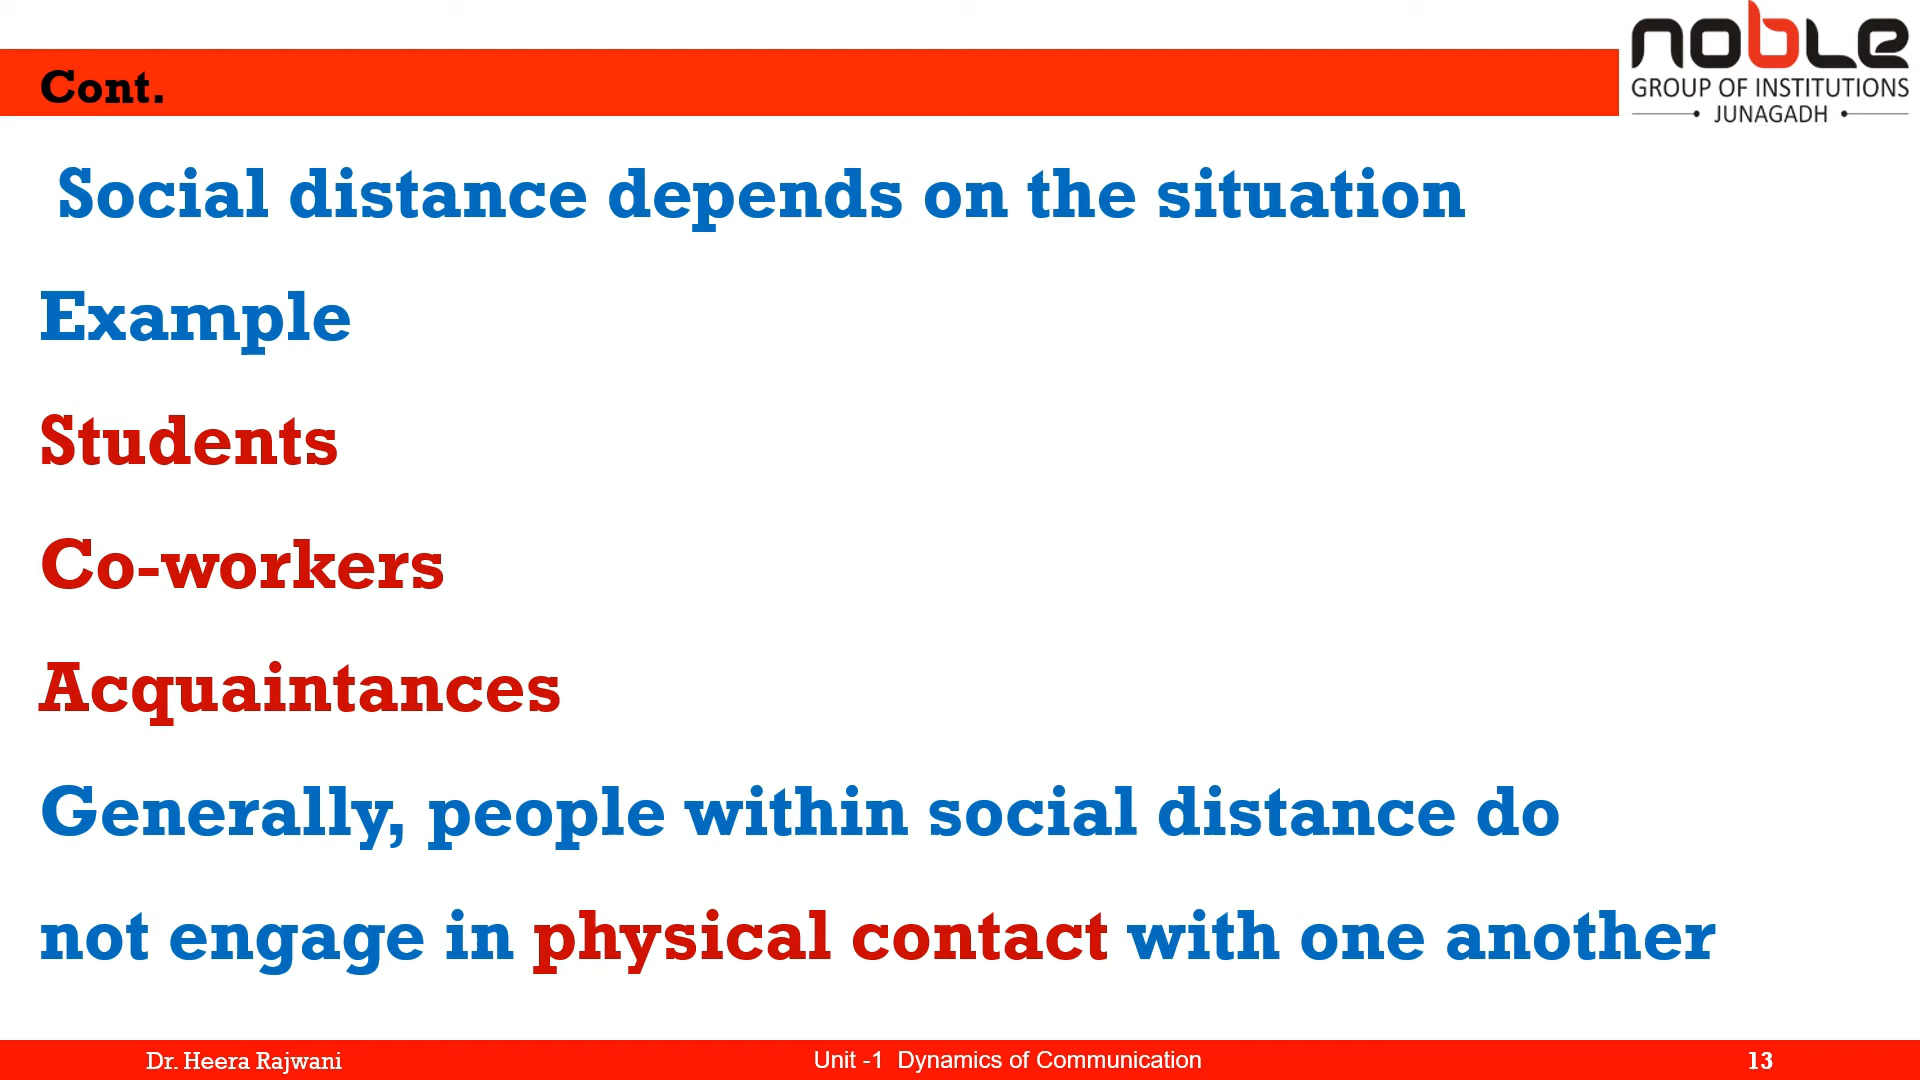 noble
GROUP OF INSTITUTIONS
JUNAGADH
Cont.
Social distance depends on the situation
Example
Students
Co-workers
Acquaintances
Generally, people within social distance do
not engage in physical contact with one another
Dr. Heera Rajwani
Unit -1 Dynamics of Communication
13